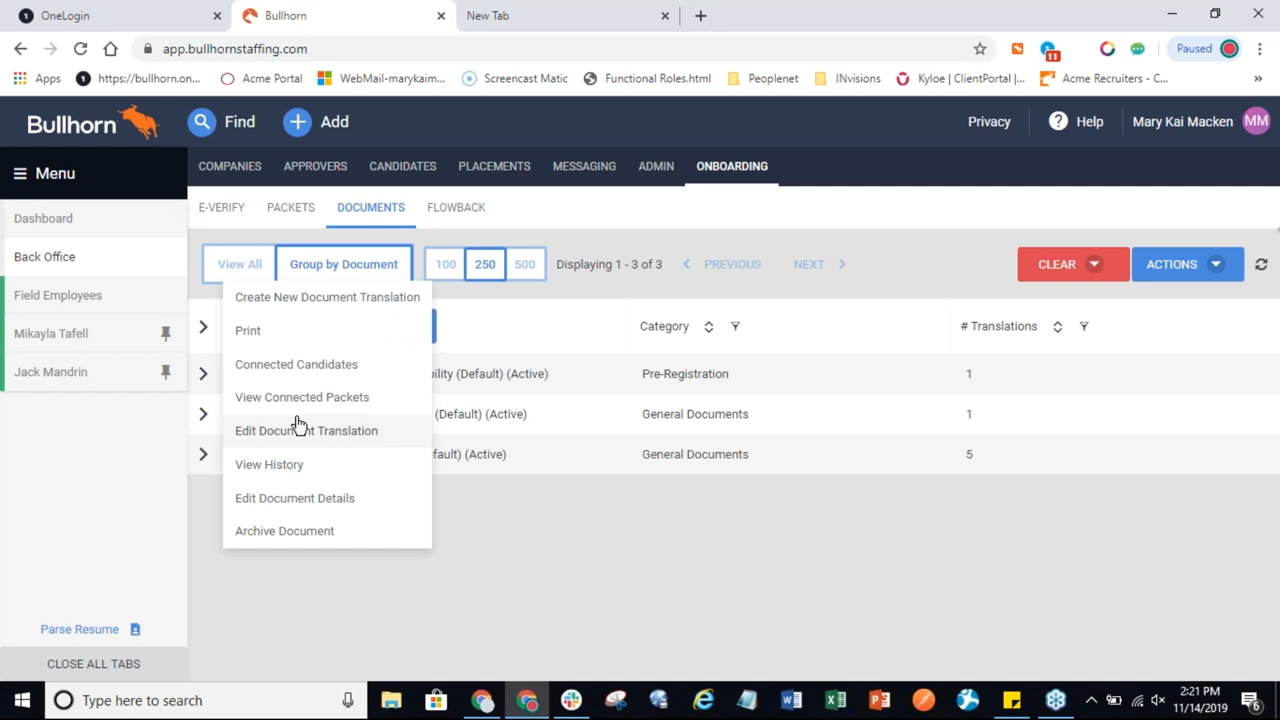 OneLogin
Bullhorn
New Tab
app.bullhornstaffing.com
11
Paused
Apps
https://bullhorn.on...
Acme Portal
WebMail-marykaim...
Screencast Matic
Functional Roles.html
Peoplenet
INvisions
Kyloe | ClientPortal |...
Acme Recruiters - C...
Bullhorn
Find
Add
Privacy
Help
Mary Kai Macken
MM
Menu
COMPANIES
APPROVERS
CANDIDATES
PLACEMENTS
MESSAGING
ADMIN
ONBOARDING
Dashboard
Back Office
Field Employees
Mikayla Tafell
Jack Mandrin
E-VERIFY
PACKETS
DOCUMENTS
FLOWBACK
View All
Group by Document
100
250
500
Displaying 1 - 3 of 3
PREVIOUS
NEXT
CLEAR
ACTIONS
Create New Document Translation
Print
Connected Candidates
View Connected Packets
Edit Document Translation
View History
Edit Document Details
Archive Document
Category
# Translations
(Default) (Active)
Pre-Registration
1
(Default) (Active)
General Documents
1
(Active)
General Documents
5
Parse Resume
CLOSE ALL TABS
Type here to search
2:21 PM
11/14/2019
6